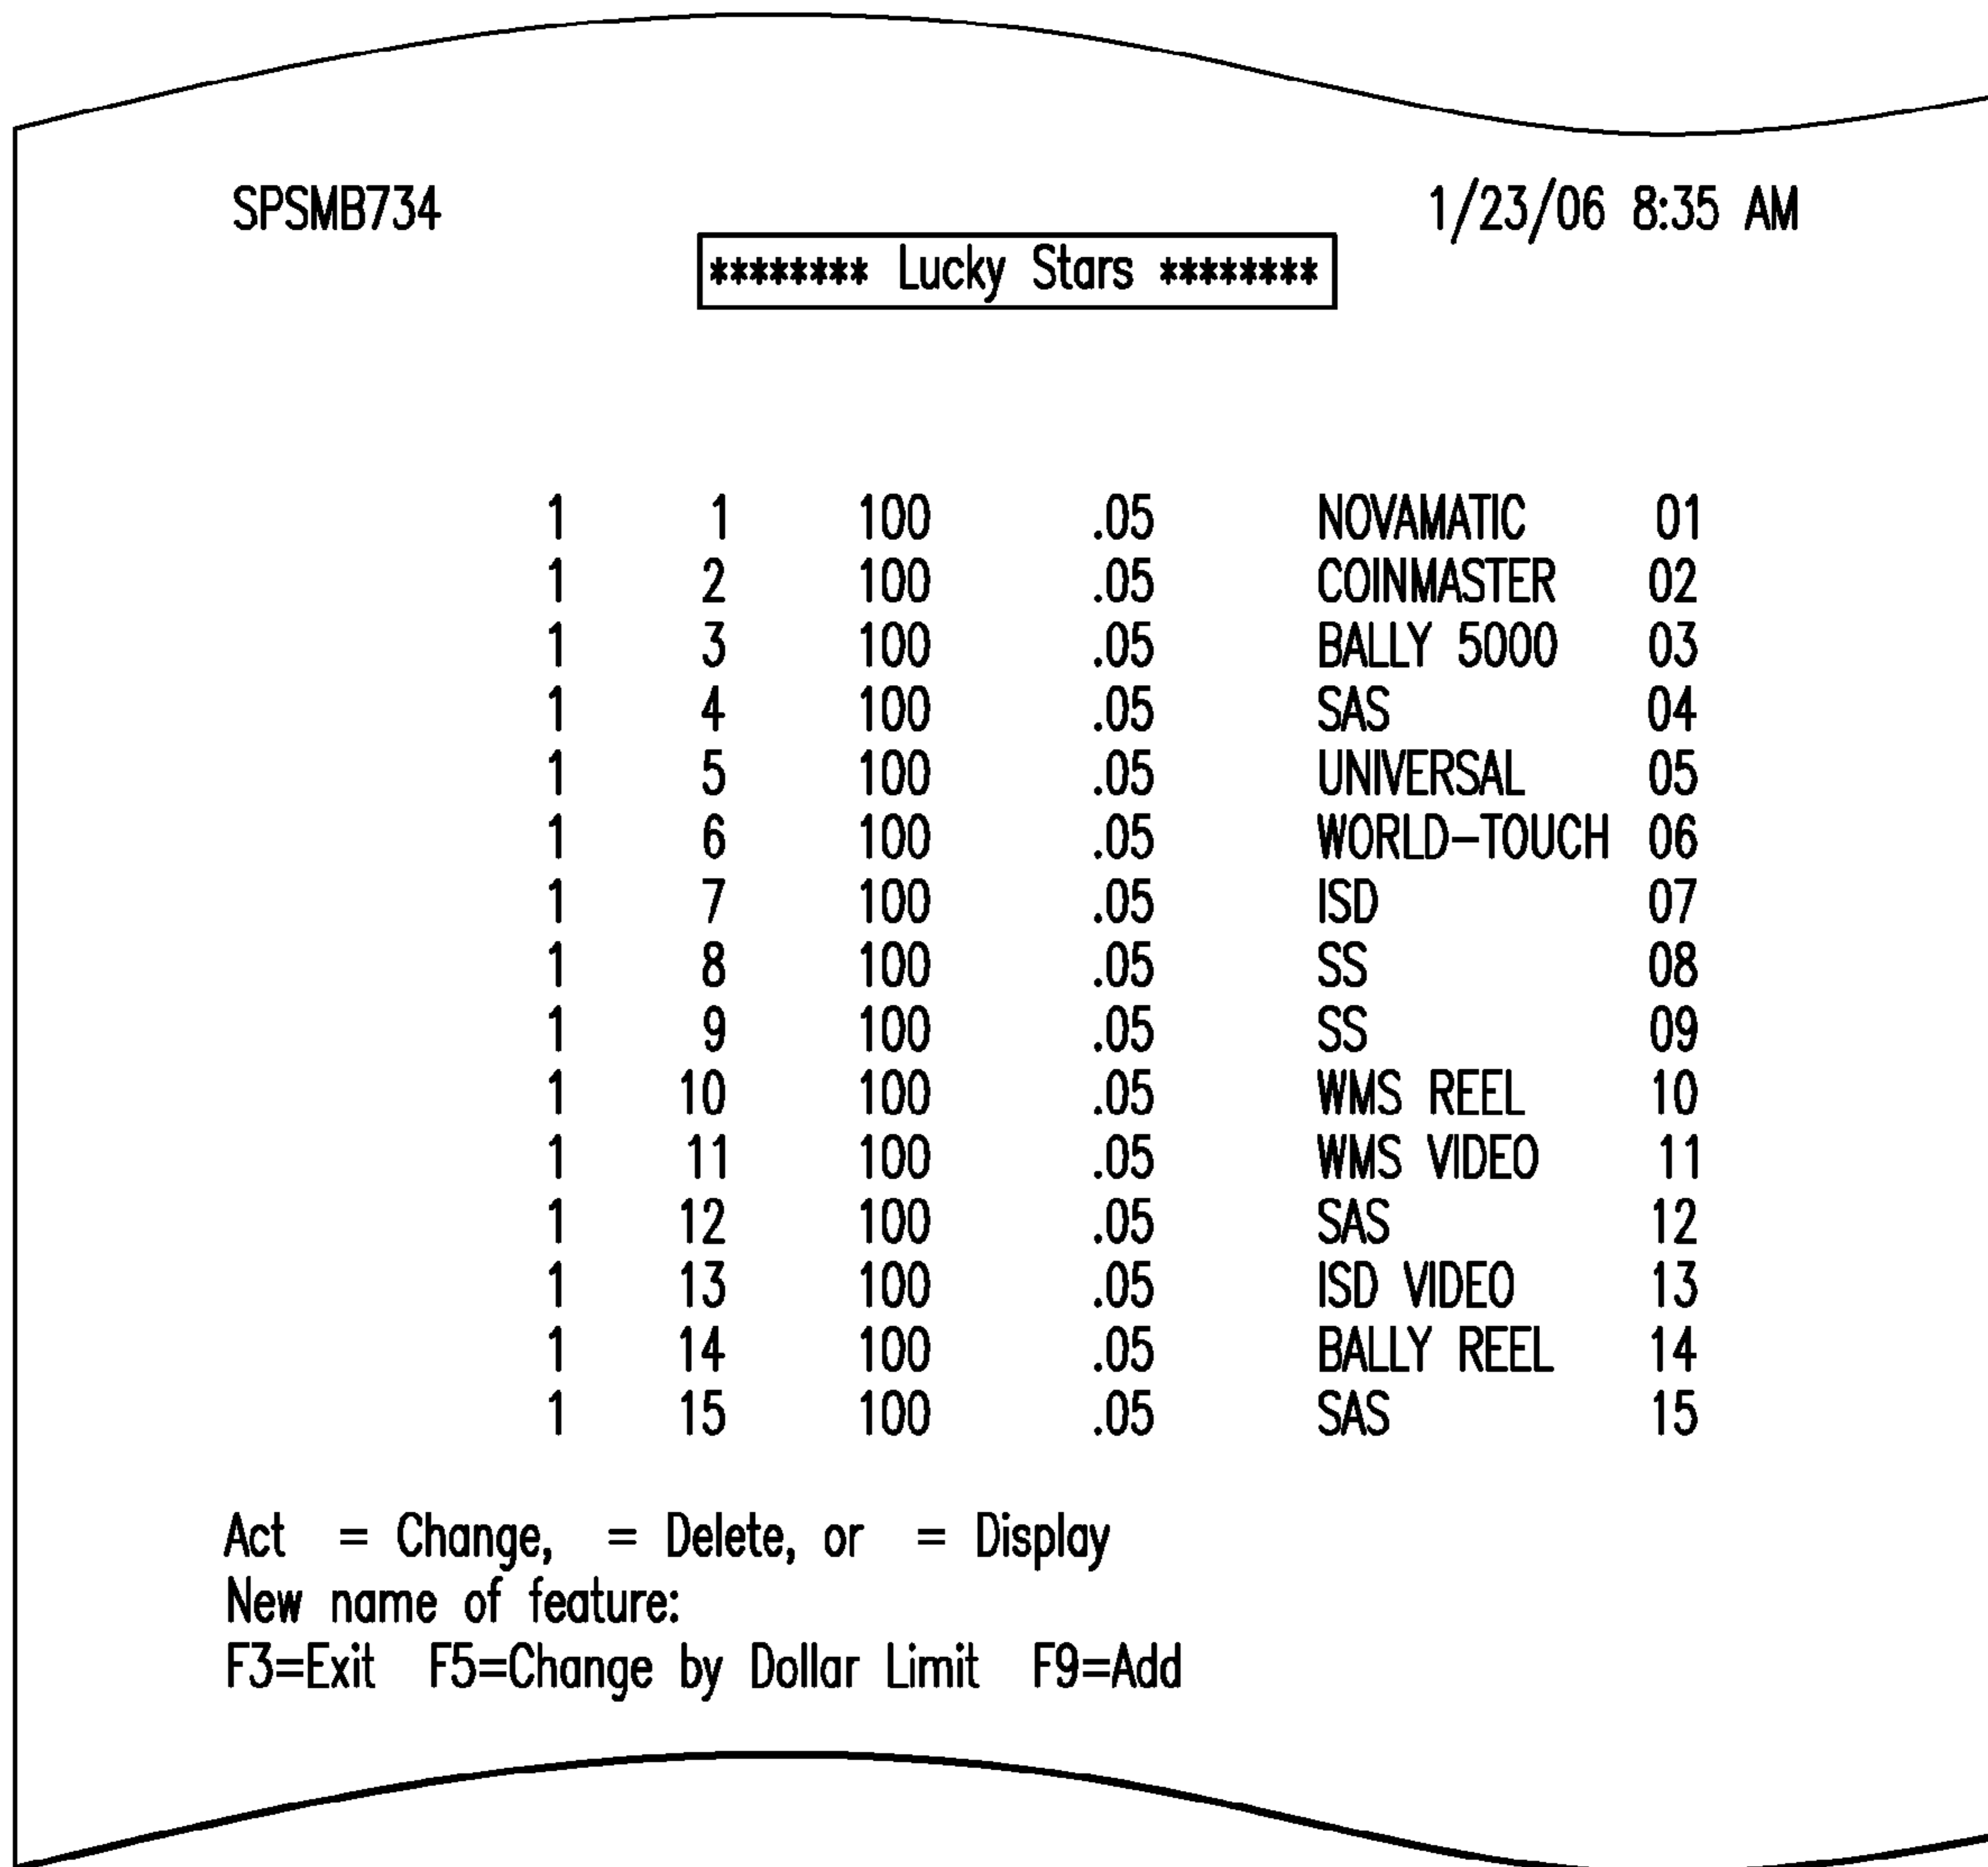 SPSMB734 1/23/06 8:35 AM
******** Lucky Stars ********
1 1 100 .05 NOVAMATIC 01
1 2 100 .05 COINMASTER 02
1 3 100 .05 BALLY 5000 03
1 4 100 .05 SAS 04
1 5 100 .05 UNIVERSAL 05
1 6 100 .05 WORLD-TOUCH 06
1 7 100 .05 ISD 07
1 8 100 .05 SS 08
1 9 100 .05 SS 09
1 10 100 .05 WMS REEL 10
1 11 100 .05 WMS VIDEO 11
1 12 100 .05 SAS 12
1 13 100 .05 ISD VIDEO 13
1 14 100 .05 BALLY REEL 14
1 15 100 .05 SAS 15
Act = Change, = Delete, or = Display
New name of feature:
F3=Exit F5=Change by Dollar Limit F9=Add